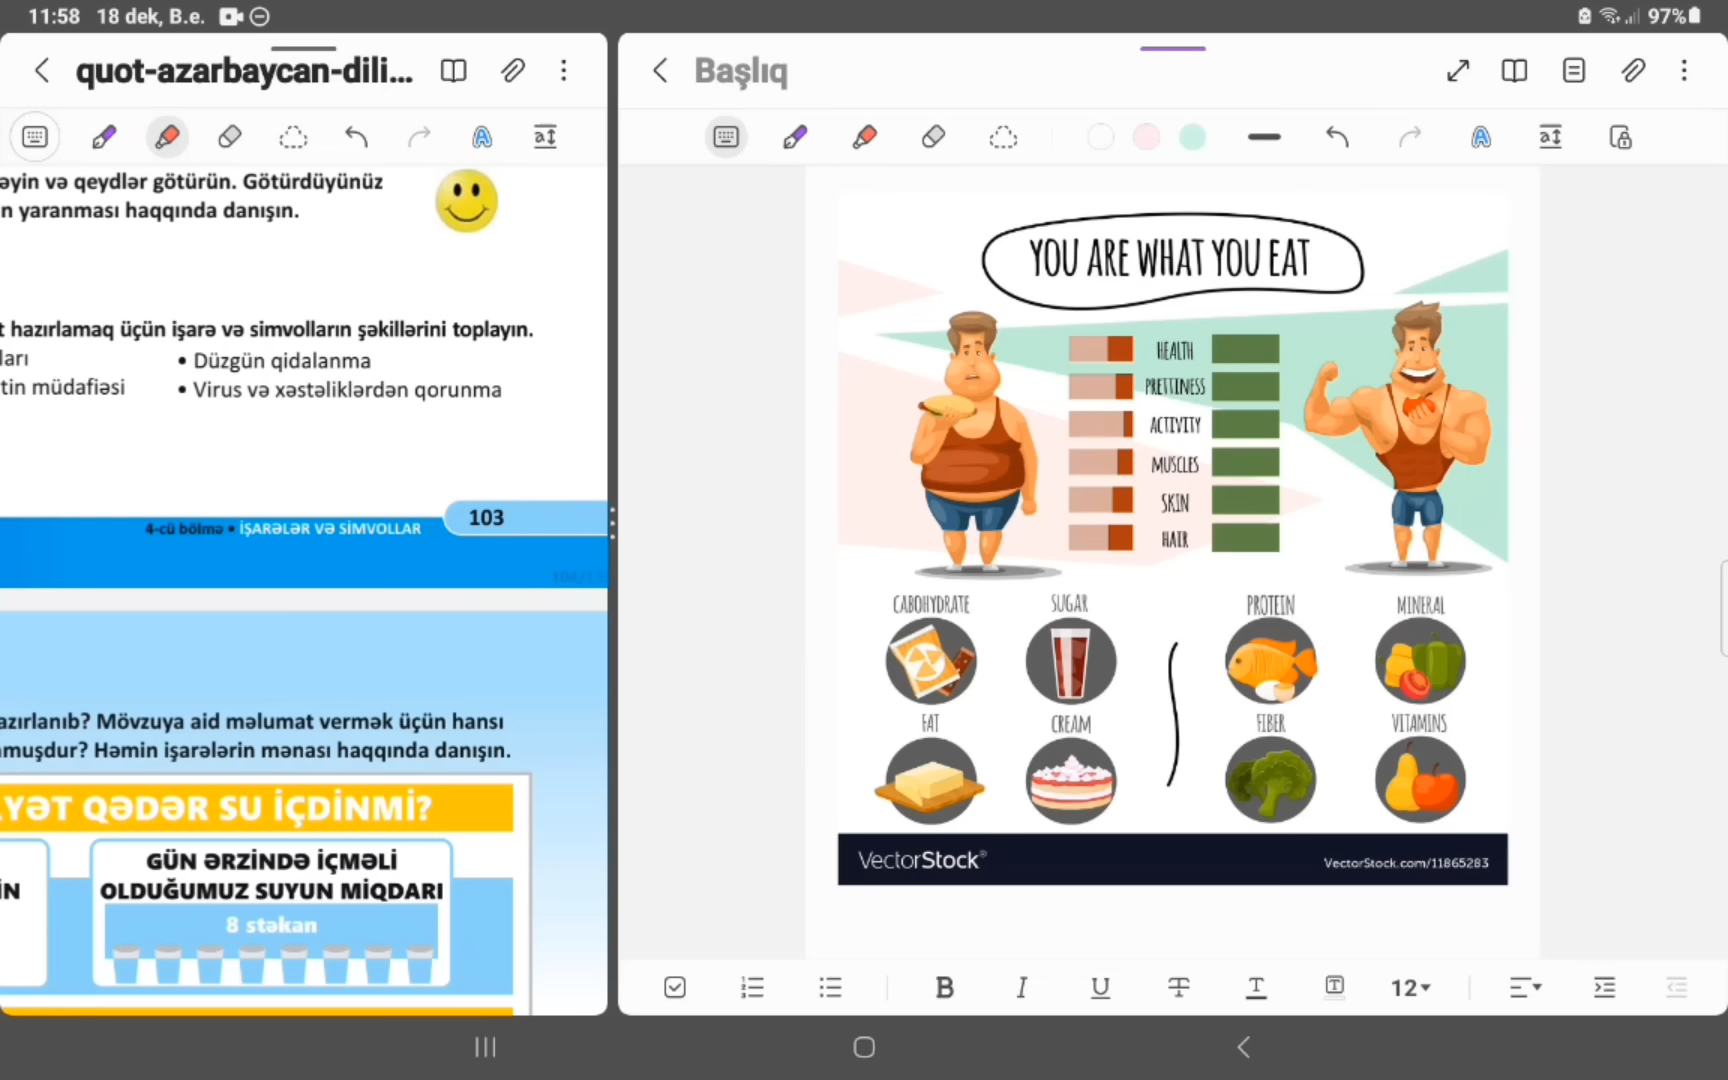 11:58 18 dek, B.e.
97%
quot-azarbaycan-dili...
əyin və qeydlər götürün. Götürdüyünüz
n yaranması haqqında danışın.
t hazırlamaq üçün işarə və simvolların şəkillərini toplayın.
ları
• Düzgün qidalanma
tin müdafiəsi
• Virus və xəstəliklərdən qorunma
4-cü bölmə • İŞARƏLƏR VƏ SİMVOLLAR
103
azırlanıb? Mövzuya aid məlumat vermək üçün hansı
muşdur? Həmin işarələrin mənası haqqında danışın.
YƏT QƏDƏR SU İÇDİNMİ?
İN
GÜN ƏRZİNDƏ İÇMƏLİ
OLDUĞUMUZ SUYUN MİQDARI
8 stəkan
Başlıq
YOU ARE WHAT YOU EAT
HEALTH
PRETTINESS
ACTIVITY
MUSCLES
SKIN
HAIR
CABOHYDRATE
SUGAR
PROTEIN
MINERAL
FAT
CREAM
FIBER
VITAMINS
VectorStock®
VectorStock.com/11865283
B I U T T T 12